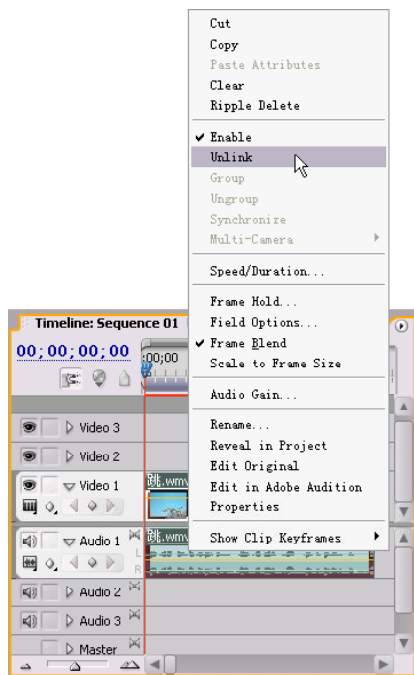 Cut
Copy
Paste Attributes
Clear
Ripple Delete
Enable
Unlink
Group
Ungroup
Synchronize
Multi-Camera
Speed/Duration...
Frame Hold...
Field Options...
Frame Blend
Scale to Frame Size
Audio Gain...
Rename...
Reveal in Project
Edit Original
Edit in Adobe Audition
Properties
Show Clip Keyframes
Timeline: Sequence 01
00;00;00;00
;00;00
Video 3
Video 2
Video 1
.wmv
Audio 1
.wmv
L
R
Audio 2
Audio 3
Master